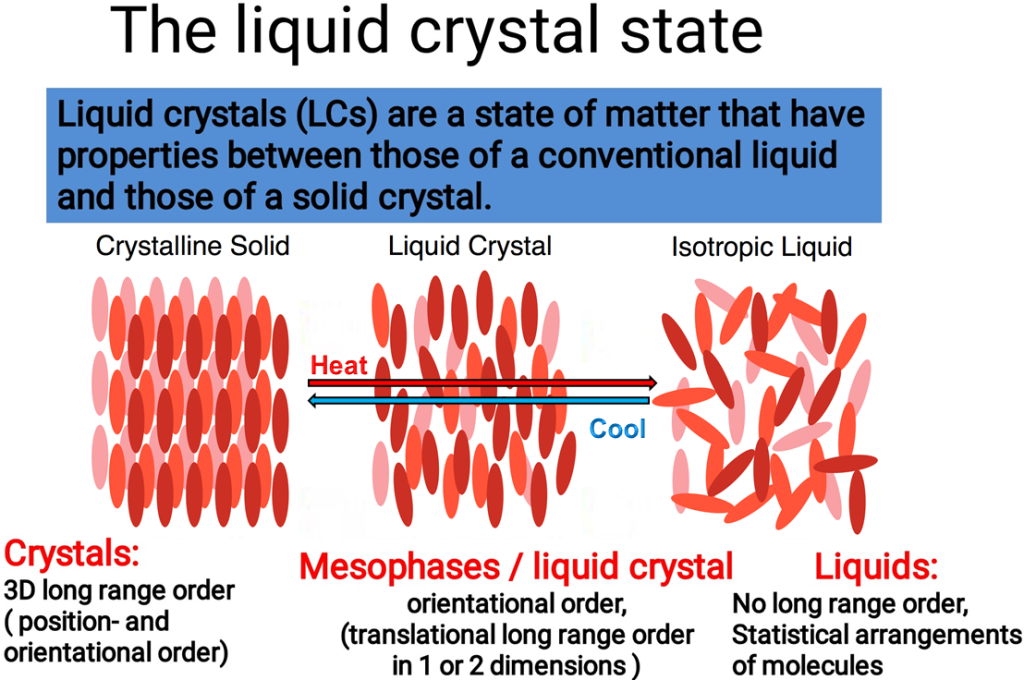 The liquid crystal state
Liquid crystals (LCs) are a state of matter that have
properties between those of a conventional liquid
and those of a solid crystal.
Crystalline Solid
Liquid Crystal
Isotropic Liquid
Heat
Cool
Crystals:
3D long range order
( position- and
orientational order)
Mesophases / liquid crystal
orientational order,
(translational long range order
in 1 or 2 dimensions )
Liquids:
No long range order,
Statistical arrangements
of molecules